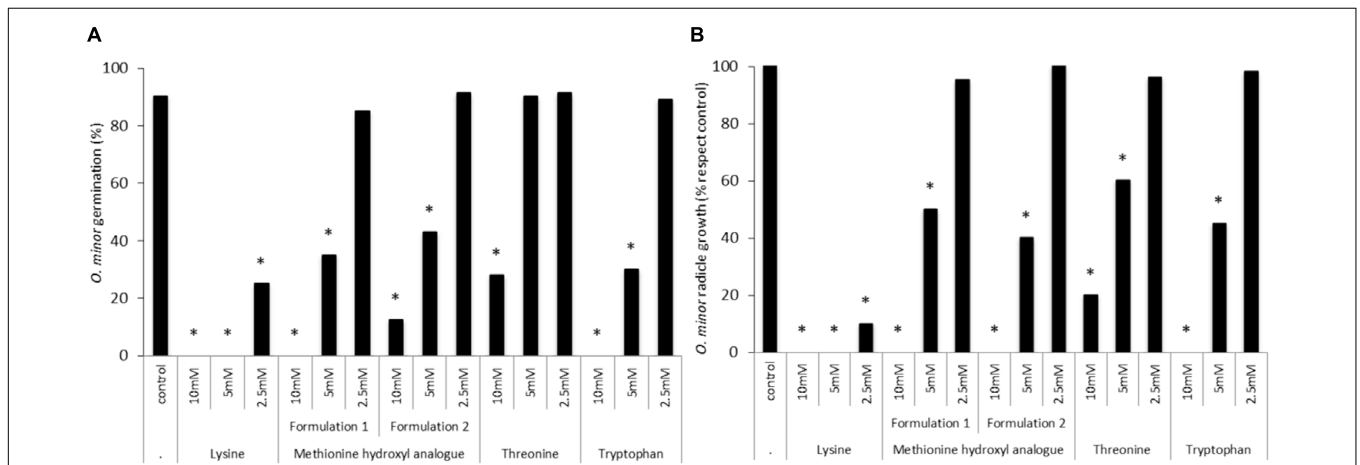 A
O. minor germination (%)
100
80
60
40
20
0
* * * * * * * * * *
control 10mM 5mM 2.5mM 10mM 5mM 2.5mM 10mM 5mM 2.5mM 10mM 5mM 2.5mM 10mM 5mM 2.5mM
Formulation 1 Formulation 2
. Lysine Methionine hydroxyl analogue Threonine Tryptophan
B
O. minor radicle growth (% respect control)
100
80
60
40
20
0
* * * * * * * * * * *
control 10mM 5mM 2.5mM 10mM 5mM 2.5mM 10mM 5mM 2.5mM 10mM 5mM 2.5mM 10mM 5mM 2.5mM
Formulation 1 Formulation 2
. Lysine Methionine hydroxyl analogue Threonine Tryptophan